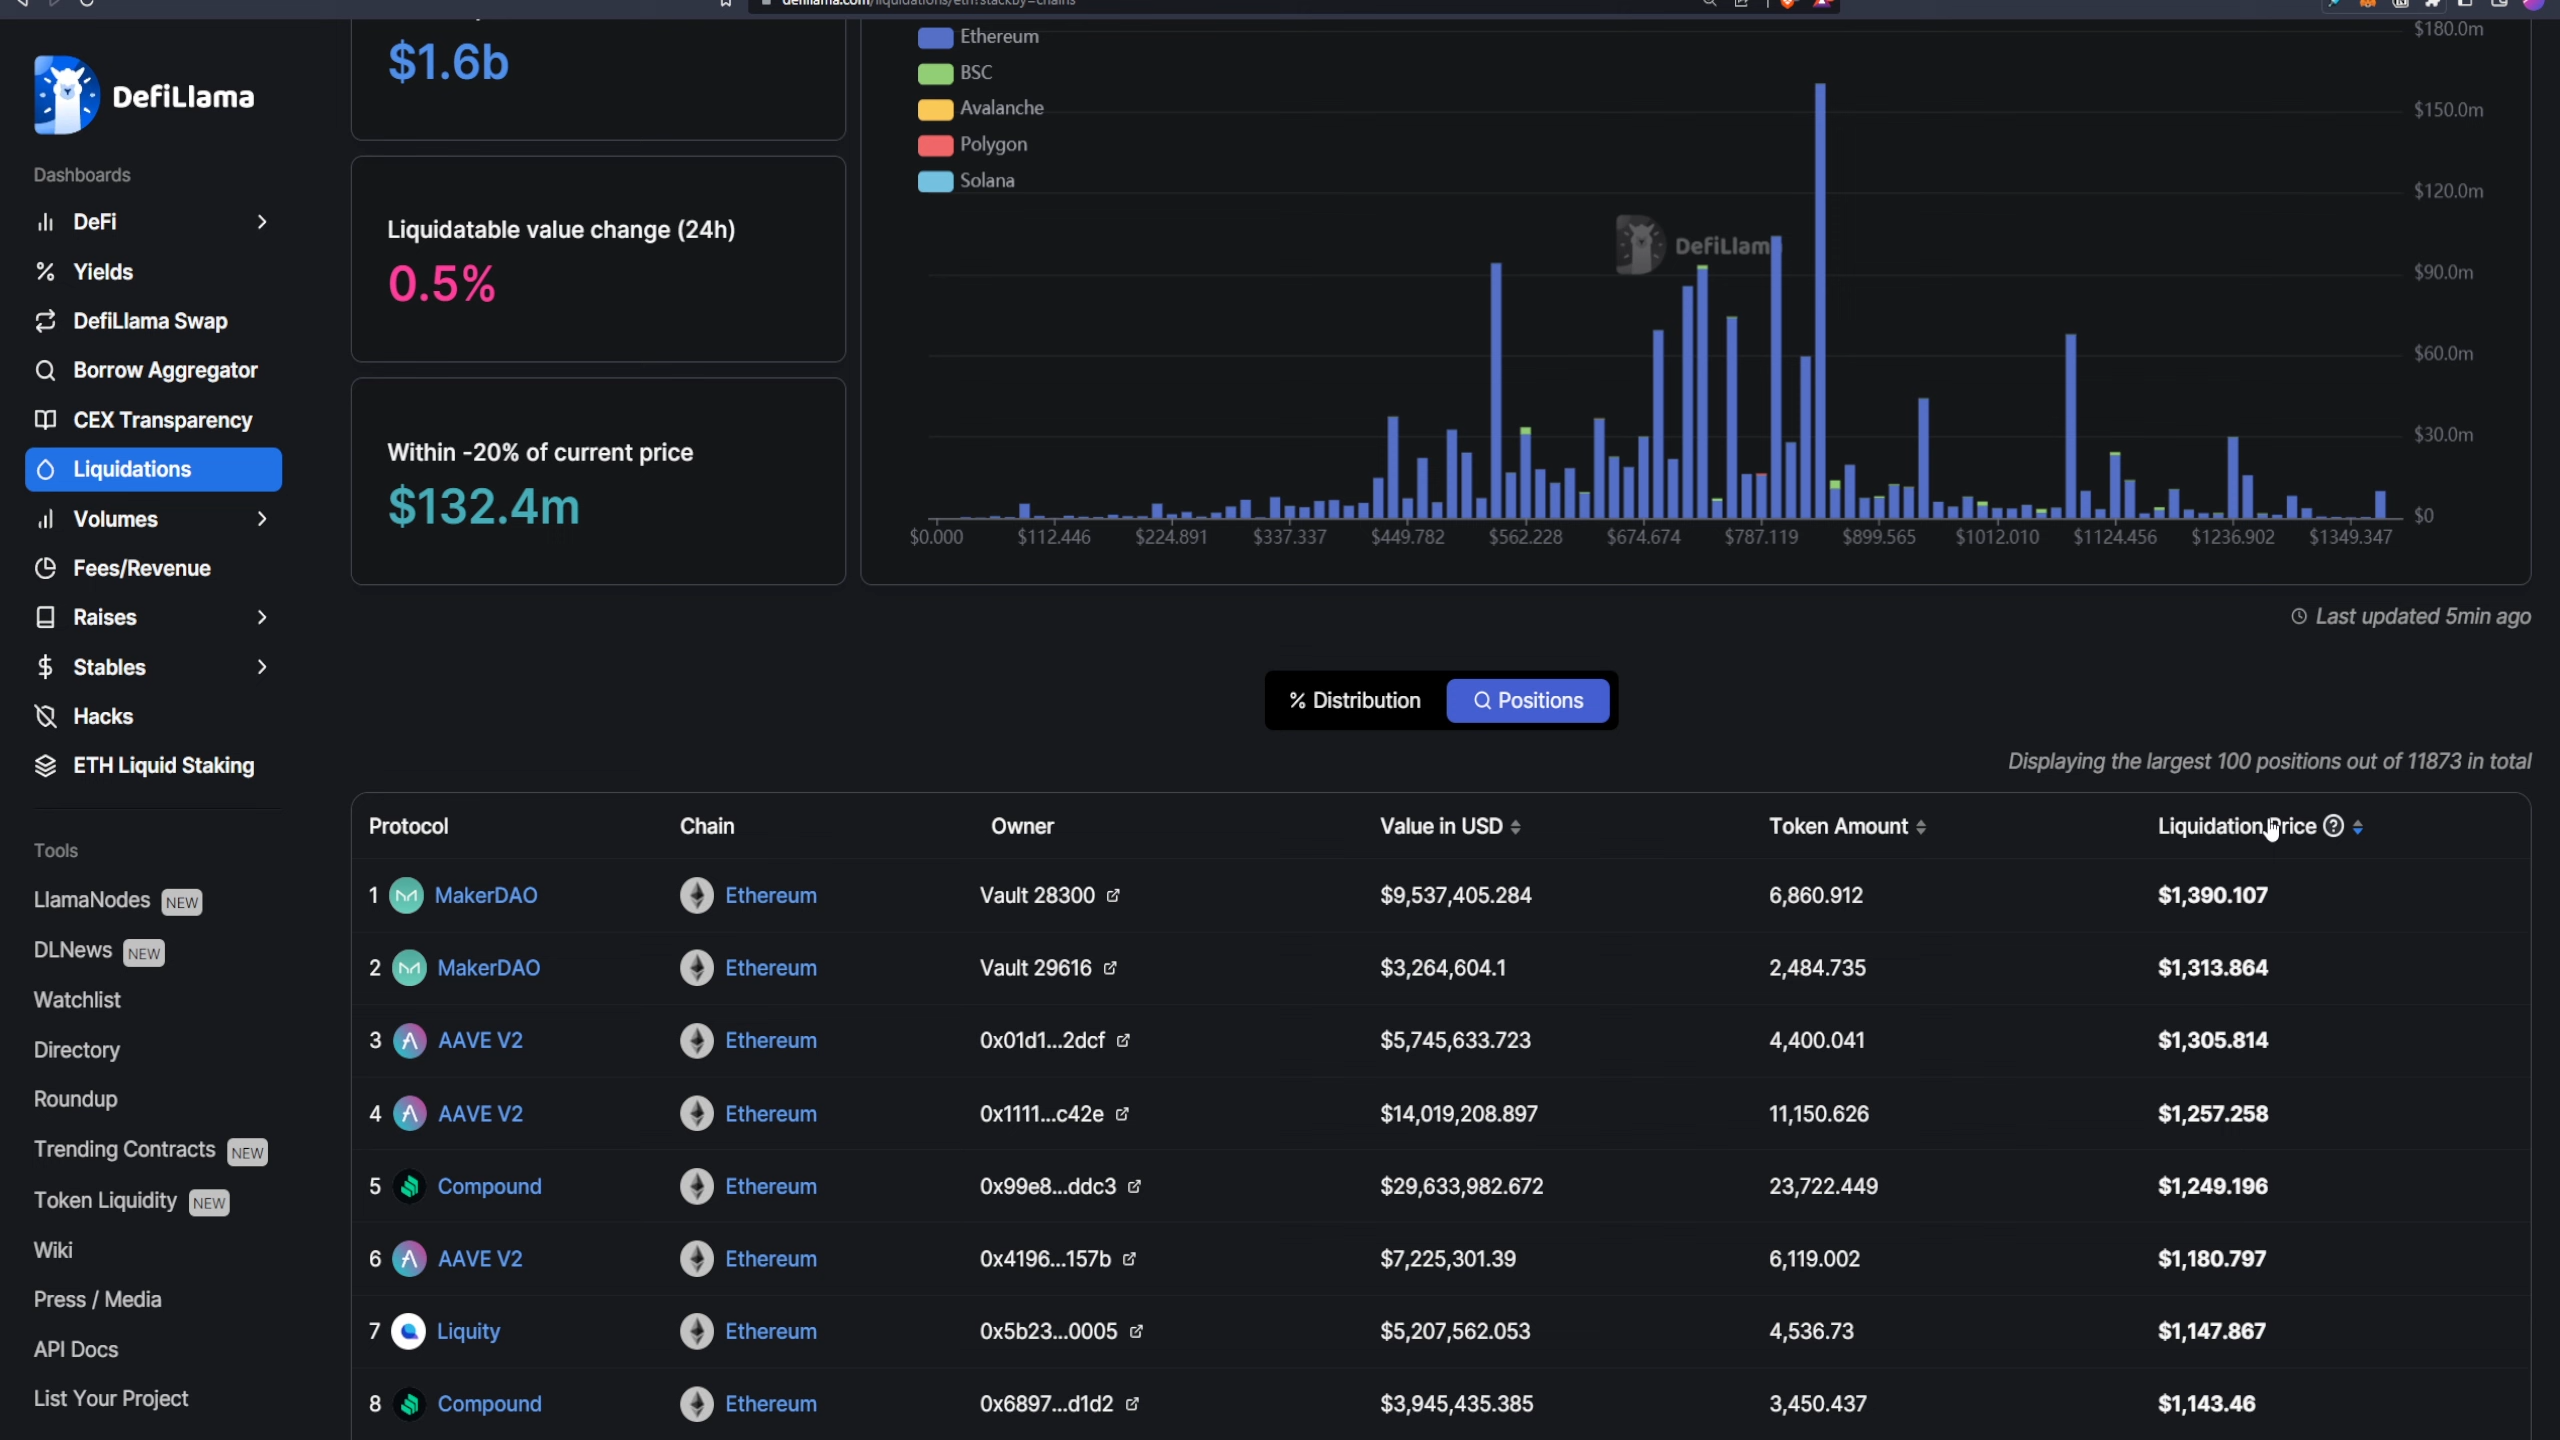 defillama.com/liquidations/eth?stackBy=chains
DefiLlama
Dashboards
DeFi
Yields
DefiLlama Swap
Borrow Aggregator
CEX Transparency
Liquidations
Volumes
Fees/Revenue
Raises
Stables
Hacks
ETH Liquid Staking
Tools
LlamaNodes NEW
DLNews NEW
Watchlist
Directory
Roundup
Trending Contracts NEW
Token Liquidity NEW
Wiki
Press / Media
API Docs
List Your Project
$1.6b
Liquidatable value change (24h)
0.5%
Within -20% of current price
$132.4m
Ethereum
BSC
Avalanche
Polygon
Solana
DefiLlam
$180.0m
$150.0m
$120.0m
$90.0m
$60.0m
$30.0m
$0
$0.000 $112.446 $224.891 $337.337 $449.782 $562.228 $674.674 $787.119 $899.565 $1012.010 $1124.456 $1236.902 $1349.347
Last updated 5min ago
% Distribution Positions
Displaying the largest 100 positions out of 11873 in total
Protocol Chain Owner Value in USD Token Amount Liquidation Price
1 MakerDAO Ethereum Vault 28300 $9,537,405.284 6,860.912 $1,390.107
2 MakerDAO Ethereum Vault 29616 $3,264,604.1 2,484.735 $1,313.864
3 AAVE V2 Ethereum 0x01d1...2dcf $5,745,633.723 4,400.041 $1,305.814
4 AAVE V2 Ethereum 0x1111...c42e $14,019,208.897 11,150.626 $1,257.258
5 Compound Ethereum 0x99e8...ddc3 $29,633,982.672 23,722.449 $1,249.196
6 AAVE V2 Ethereum 0x4196...157b $7,225,301.39 6,119.002 $1,180.797
7 Liquity Ethereum 0x5b23...0005 $5,207,562.053 4,536.73 $1,147.867
8 Compound Ethereum 0x6897...d1d2 $3,945,435.385 3,450.437 $1,143.46